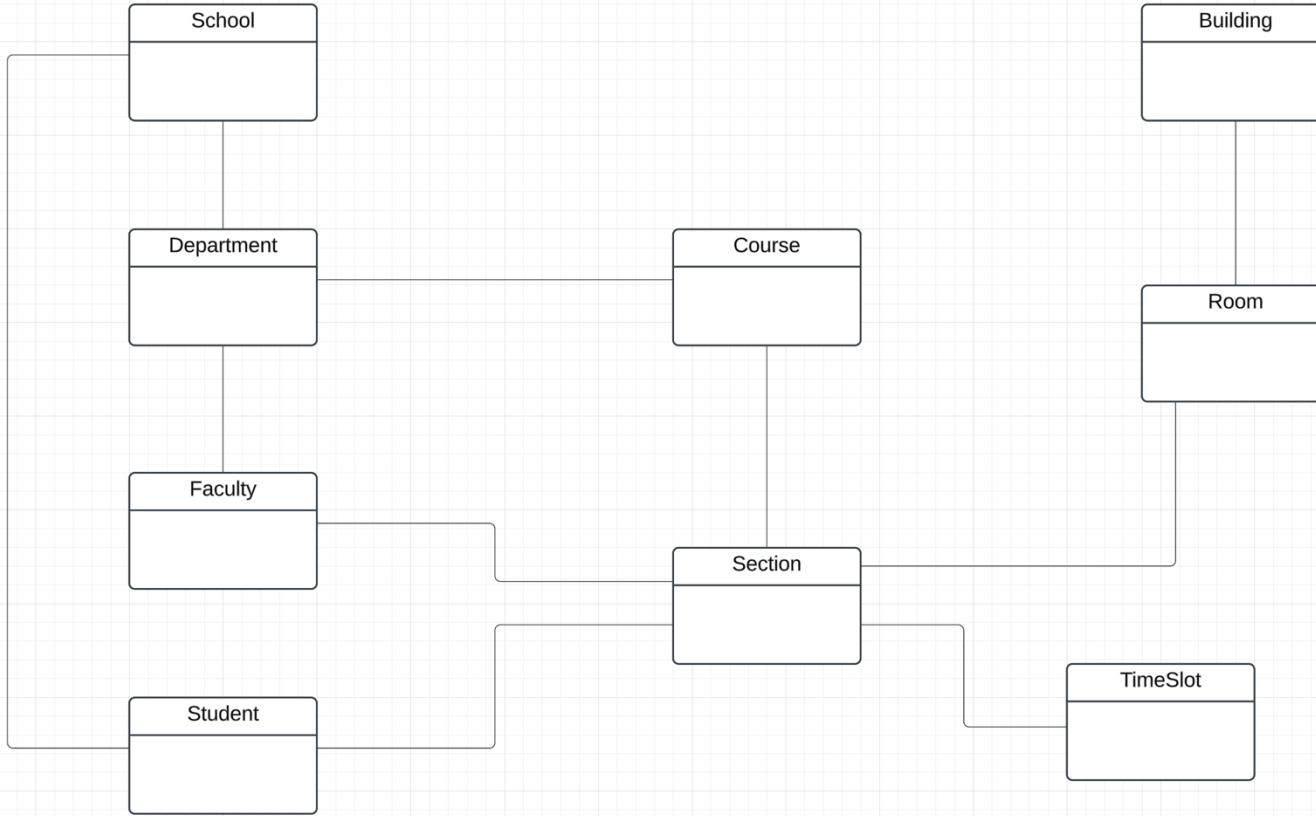 School
Building
Department
Course
Room
Faculty
Section
TimeSlot
Student